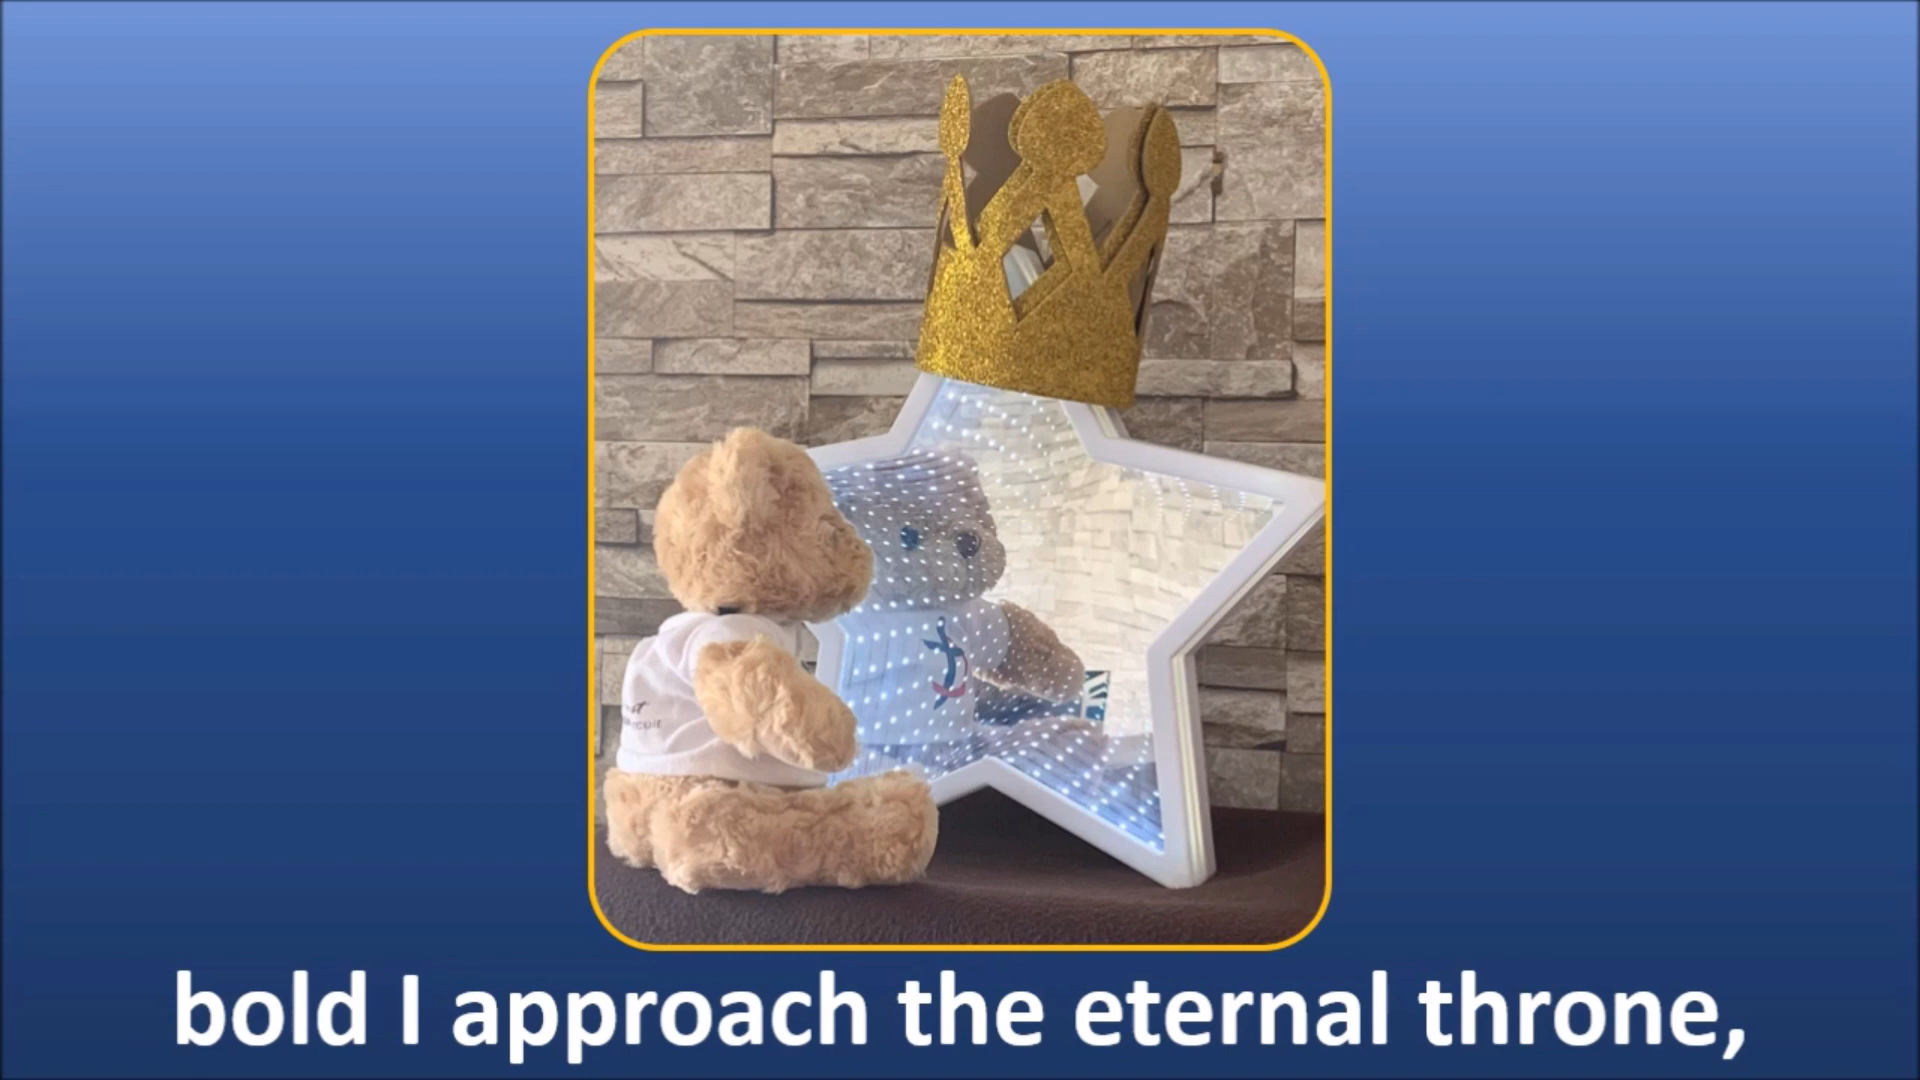 bold I approach the eternal throne,